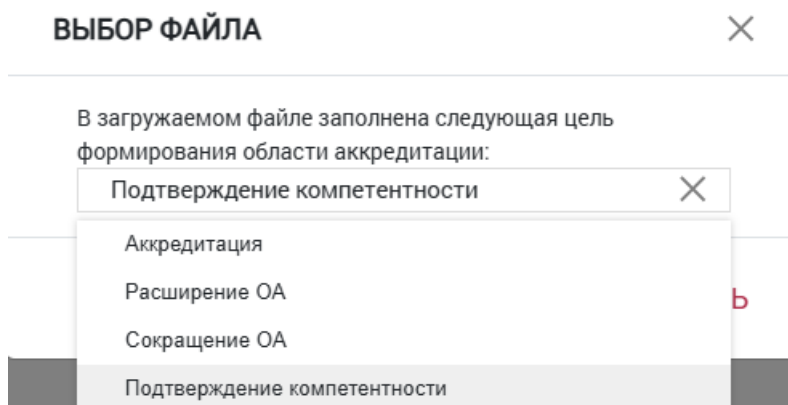 ВЫБОР ФАЙЛА
В загружаемом файле заполнена следующая цель
формирования области аккредитации:
Подтверждение компетентности
Аккредитация
Расширение ОА
Сокращение ОА
Ь
Подтверждение компетентности